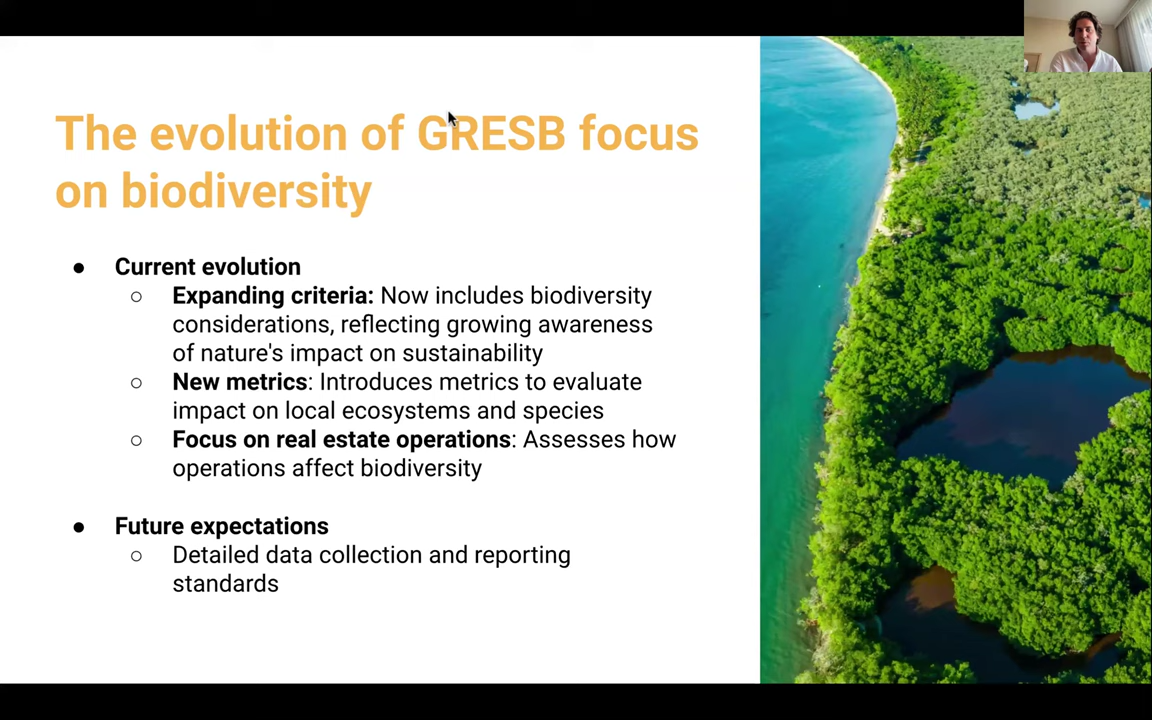 The evolution of GRESB focus
on biodiversity
● Current evolution
○ Expanding criteria: Now includes biodiversity
considerations, reflecting growing awareness
of nature's impact on sustainability
○ New metrics: Introduces metrics to evaluate
impact on local ecosystems and species
○ Focus on real estate operations: Assesses how
operations affect biodiversity
● Future expectations
○ Detailed data collection and reporting
standards